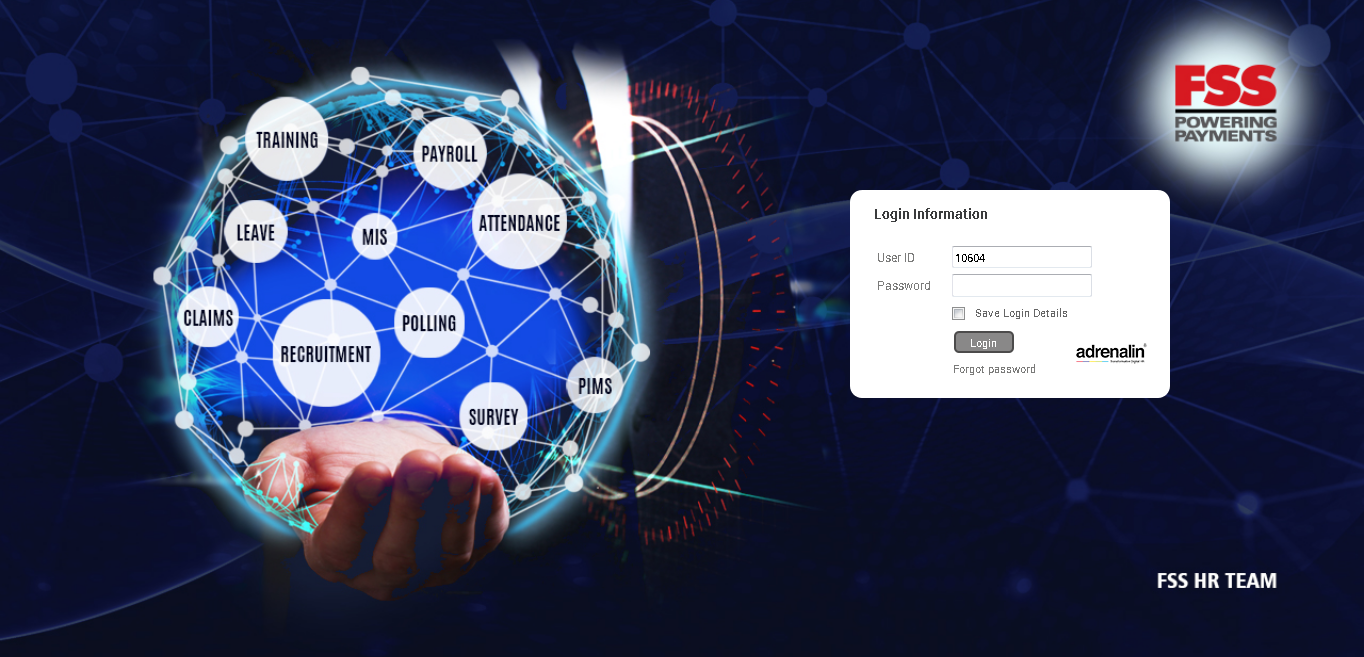 TRAINING
PAYROLL
LEAVE
MIS
ATTENDANCE
CLAIMS
RECRUITMENT
POLLING
PIMS
SURVEY
FSS
POWERING
PAYMENTS
Login Information
User ID 10604
Password
Save Login Details
Login
adrenalin
Forgot password
FSS HR TEAM